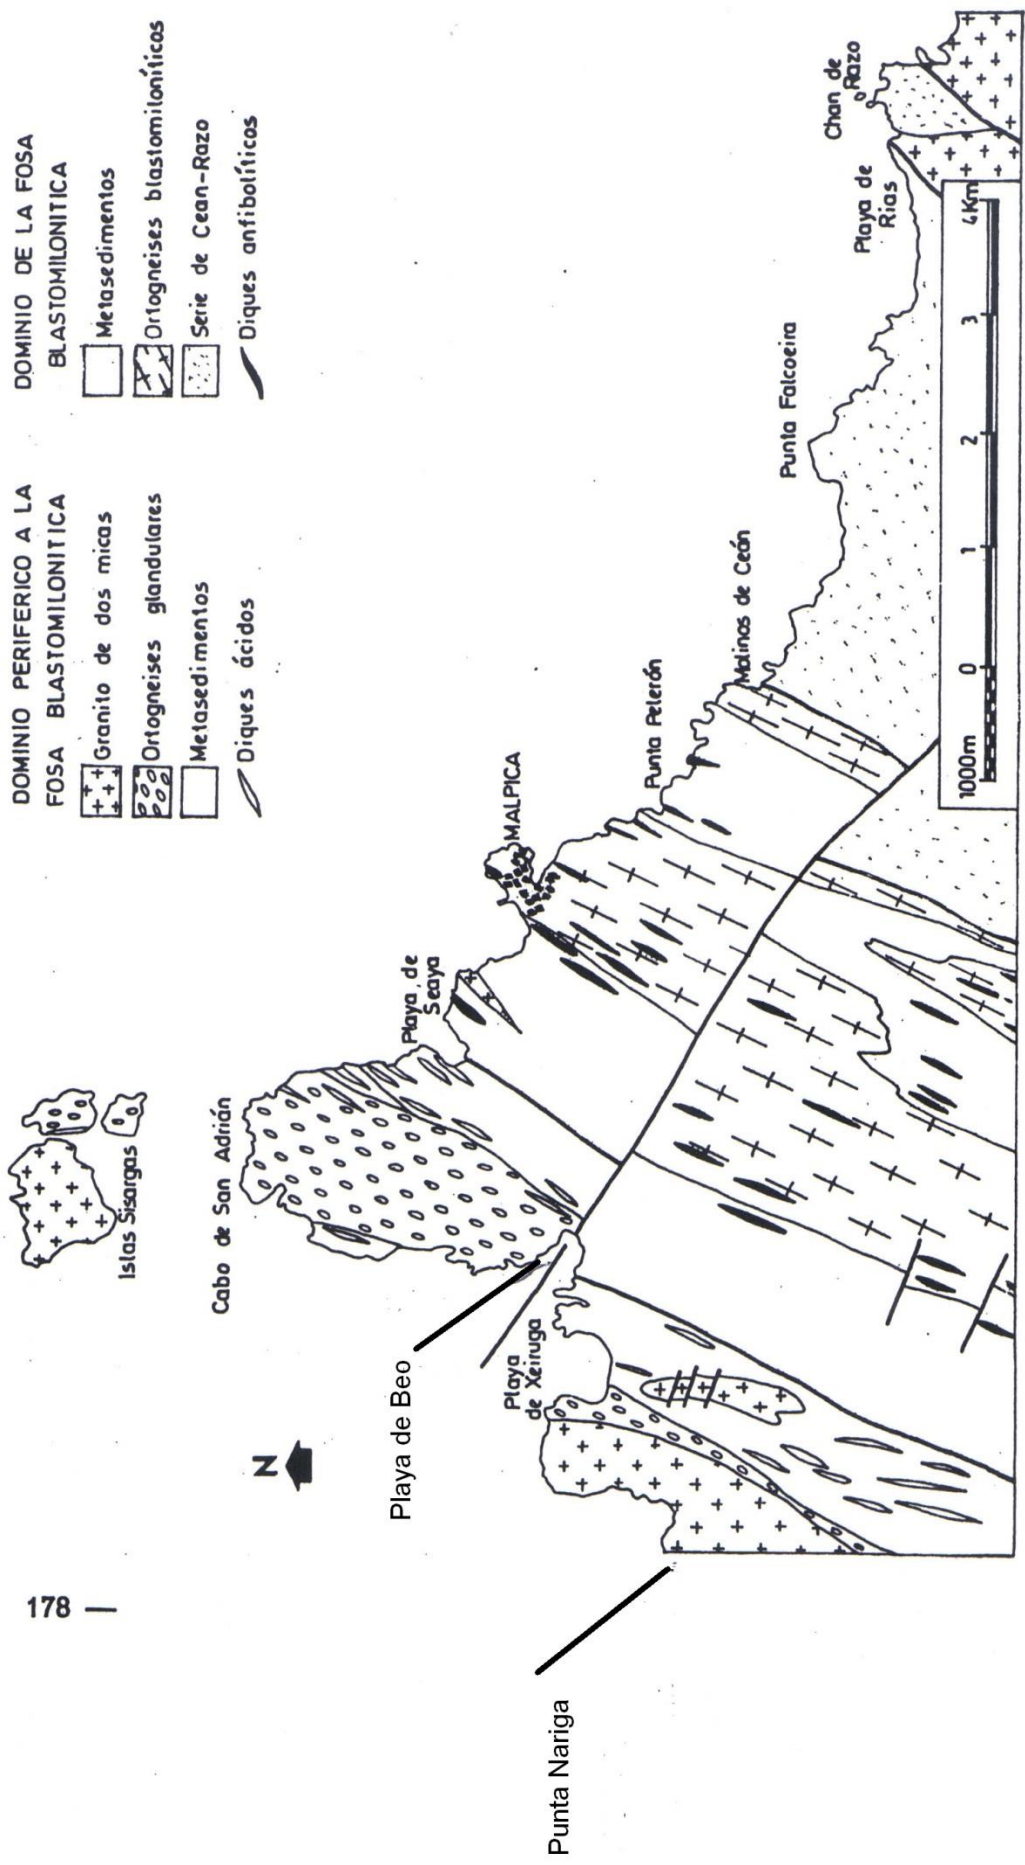 DOMINIO PERIFERICO A LA
FOSA BLASTOMILONITICA
Granito de dos micas
Ortogneises glandulares
Metasedimentos
Diques ácidos
DOMINIO DE LA FOSA
BLASTOMILONITICA
Metasedimentos
Ortogneises blastomiloníticos
Serie de Cean-Razo
Diques anfibolíticos
Islas Sisargas
Cabo de San Adrián
N
Playa de Beo
Playa de
Seaya
MALPICA
Playa
de Xeiruga
Punta Nariga
Punta Pelerón
Molinos de Ceán
Punta Falcoeira
Playa de
Rias
Chan de
Razo
1000m 0 1 2 3 4Km
178 —